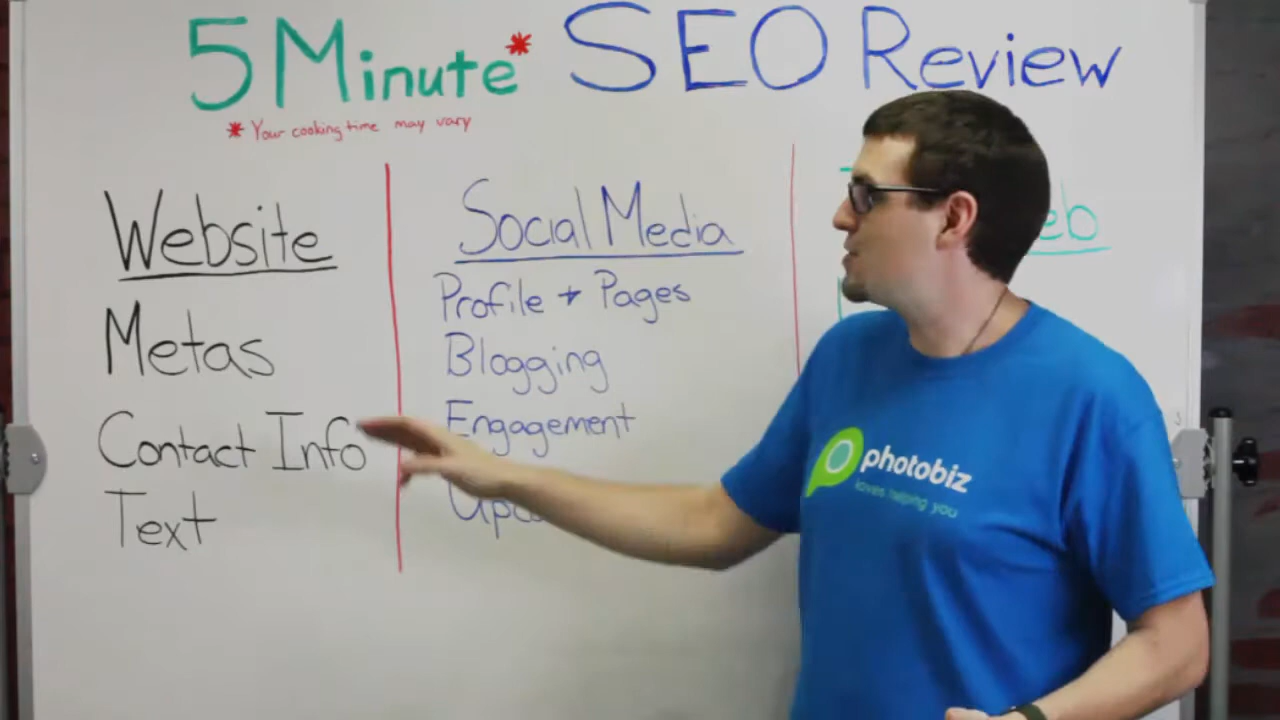 5 Minute* SEO Review
* Your cooking time may vary
Website
Metas
Contact Info
Text
Social Media
Profile + Pages
Blogging
Engagement
photobiz
loves helping you